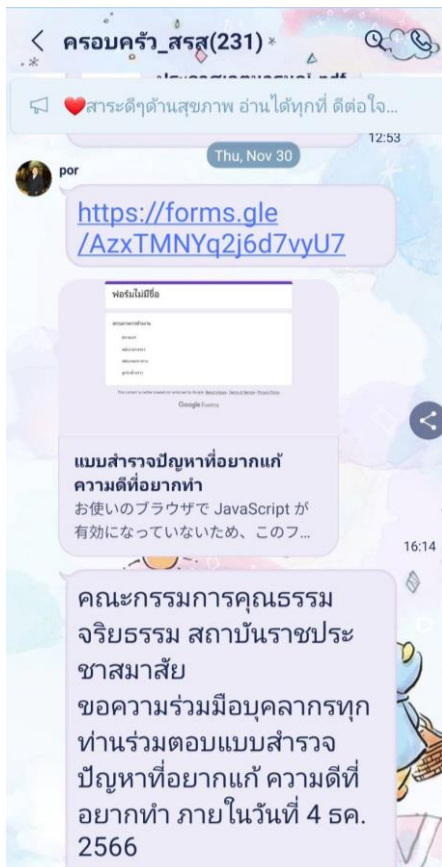 ครอบครัว_สรส(231)
❤️สาระดีๆด้านสุขภาพ อ่านได้ทุกที่ ดีต่อใจ...
12:53
Thu, Nov 30
por
https://forms.gle
/AzxTMNYq2j6d7vyU7
ฟอร์มไม่มีชื่อ
Google Forms
แบบสำรวจปัญหาที่อยากแก้
ความดีที่อยากทำ
お使いのブラウザで JavaScript が
有効になっていないため、このフ...
16:14
คณะกรรมการคุณธรรม
จริยธรรม สถาบันราชประ
ชาสมาสัย
ขอความร่วมมือบุคลากรทุก
ท่านร่วมตอบแบบสำรวจ
ปัญหาที่อยากแก้ ความดีที่
อยากทำ ภายในวันที่ 4 ธค.
2566